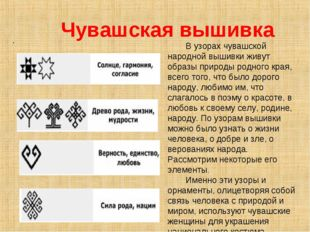 Чувашская вышивка
Солнце, гармония,
согласие
Древо рода, жизни,
мудрости
Верность, единство,
любовь
Сила рода, нации
В узорах чувашской
народной вышивки живут
образы природы родного края,
всего того, что было дорого
народу, любимо им, что
слагалось в поэму о красоте, в
любовь к своему селу, родине,
народу. По узорам вышивки
можно было узнать о жизни
человека, о добре и зле, о
верованиях народа.
Рассмотрим некоторые его
элементы.
Именно эти узоры и
орнаменты, олицетворяя собой
связь человека с природой и
миром, используют чувашские
женщины для украшения
национального костюма